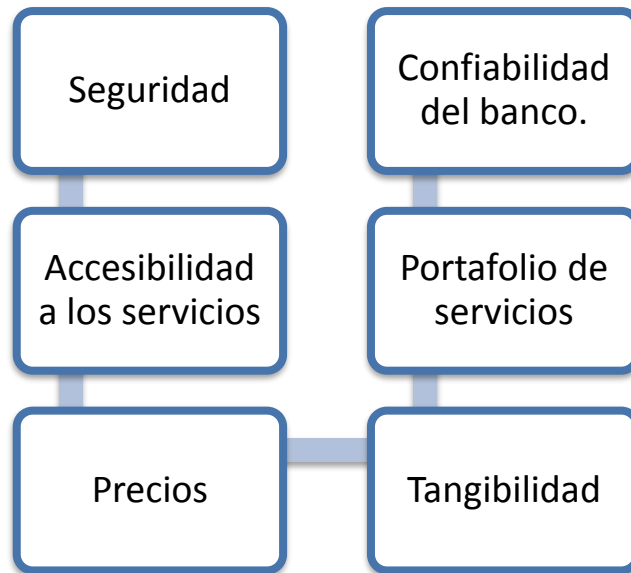 Seguridad
Accesibilidad
a los servicios
Precios
Tangibilidad
Portafolio de
servicios
Confiabilidad
del banco.